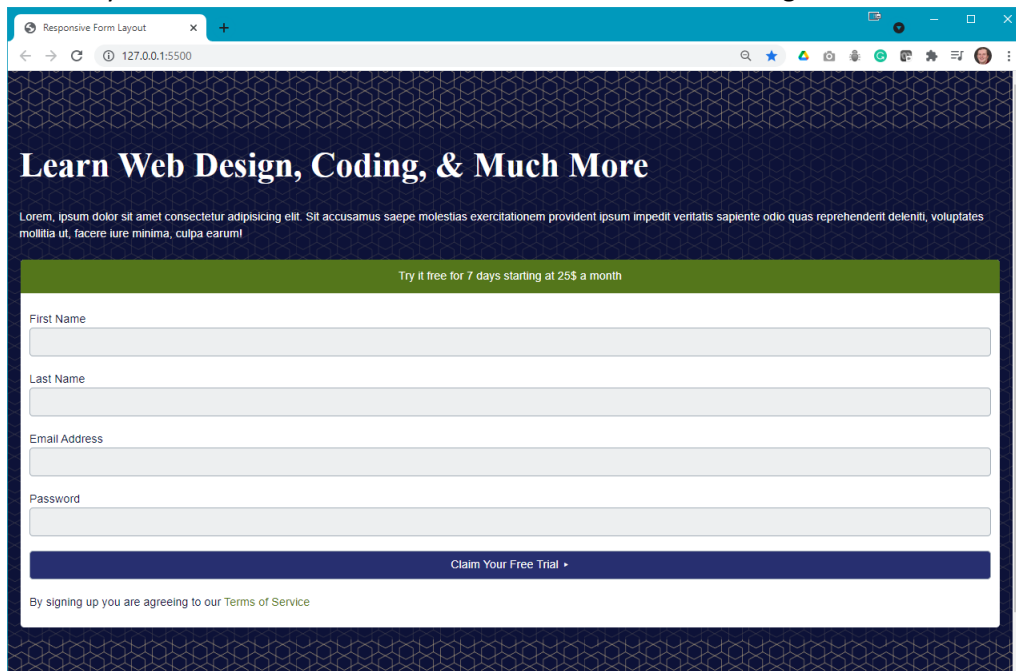 Responsive Form Layout
127.0.0.1:5500
Learn Web Design, Coding, & Much More
Lorem, ipsum dolor sit amet consectetur adipisicing elit. Sit accusamus saepe molestias exercitationem provident ipsum impedit veritatis sapiente odio quas reprehenderit deleniti, voluptates
mollitia ut, facere iure minima, culpa earum!
Try it free for 7 days starting at 25$ a month
First Name
Last Name
Email Address
Password
Claim Your Free Trial ‣
By signing up you are agreeing to our Terms of Service